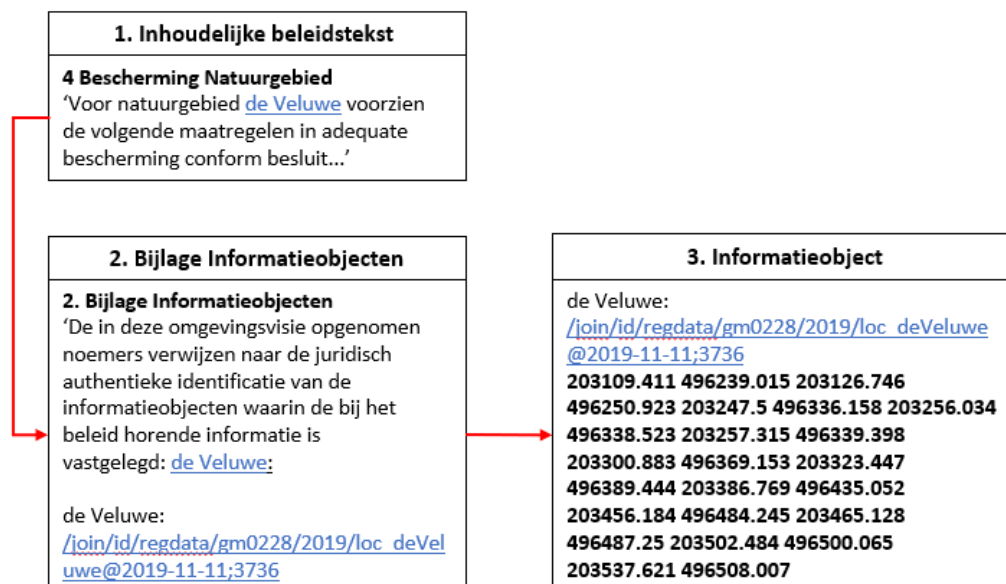 1. Inhoudelijke beleidstekst
4 Bescherming Natuurgebied
‘Voor natuurgebied de Veluwe voorzien
de volgende maatregelen in adequate
bescherming conform besluit...’
2. Bijlage Informatieobjecten
2. Bijlage Informatieobjecten
‘De in deze omgevingsvisie opgenomen
noemers verwijzen naar de juridisch
authentieke identificatie van de
informatieobjecten waarin de bij het
beleid horende informatie is
vastgelegd: de Veluwe:
de Veluwe:
/join/id/regdata/gm0228/2019/loc_deVel
uwe@2019-11-11;3736
3. Informatieobject
de Veluwe:
/join/id/regdata/gm0228/2019/loc_deVeluwe
@2019-11-11;3736
203109.411 496239.015 203126.746
496250.923 203247.5 496336.158 203256.034
496338.523 203257.315 496339.398
203300.883 496369.153 203323.447
496389.444 203386.769 496435.052
203456.184 496484.245 203465.128
496487.25 203502.484 496500.065
203537.621 496508.007